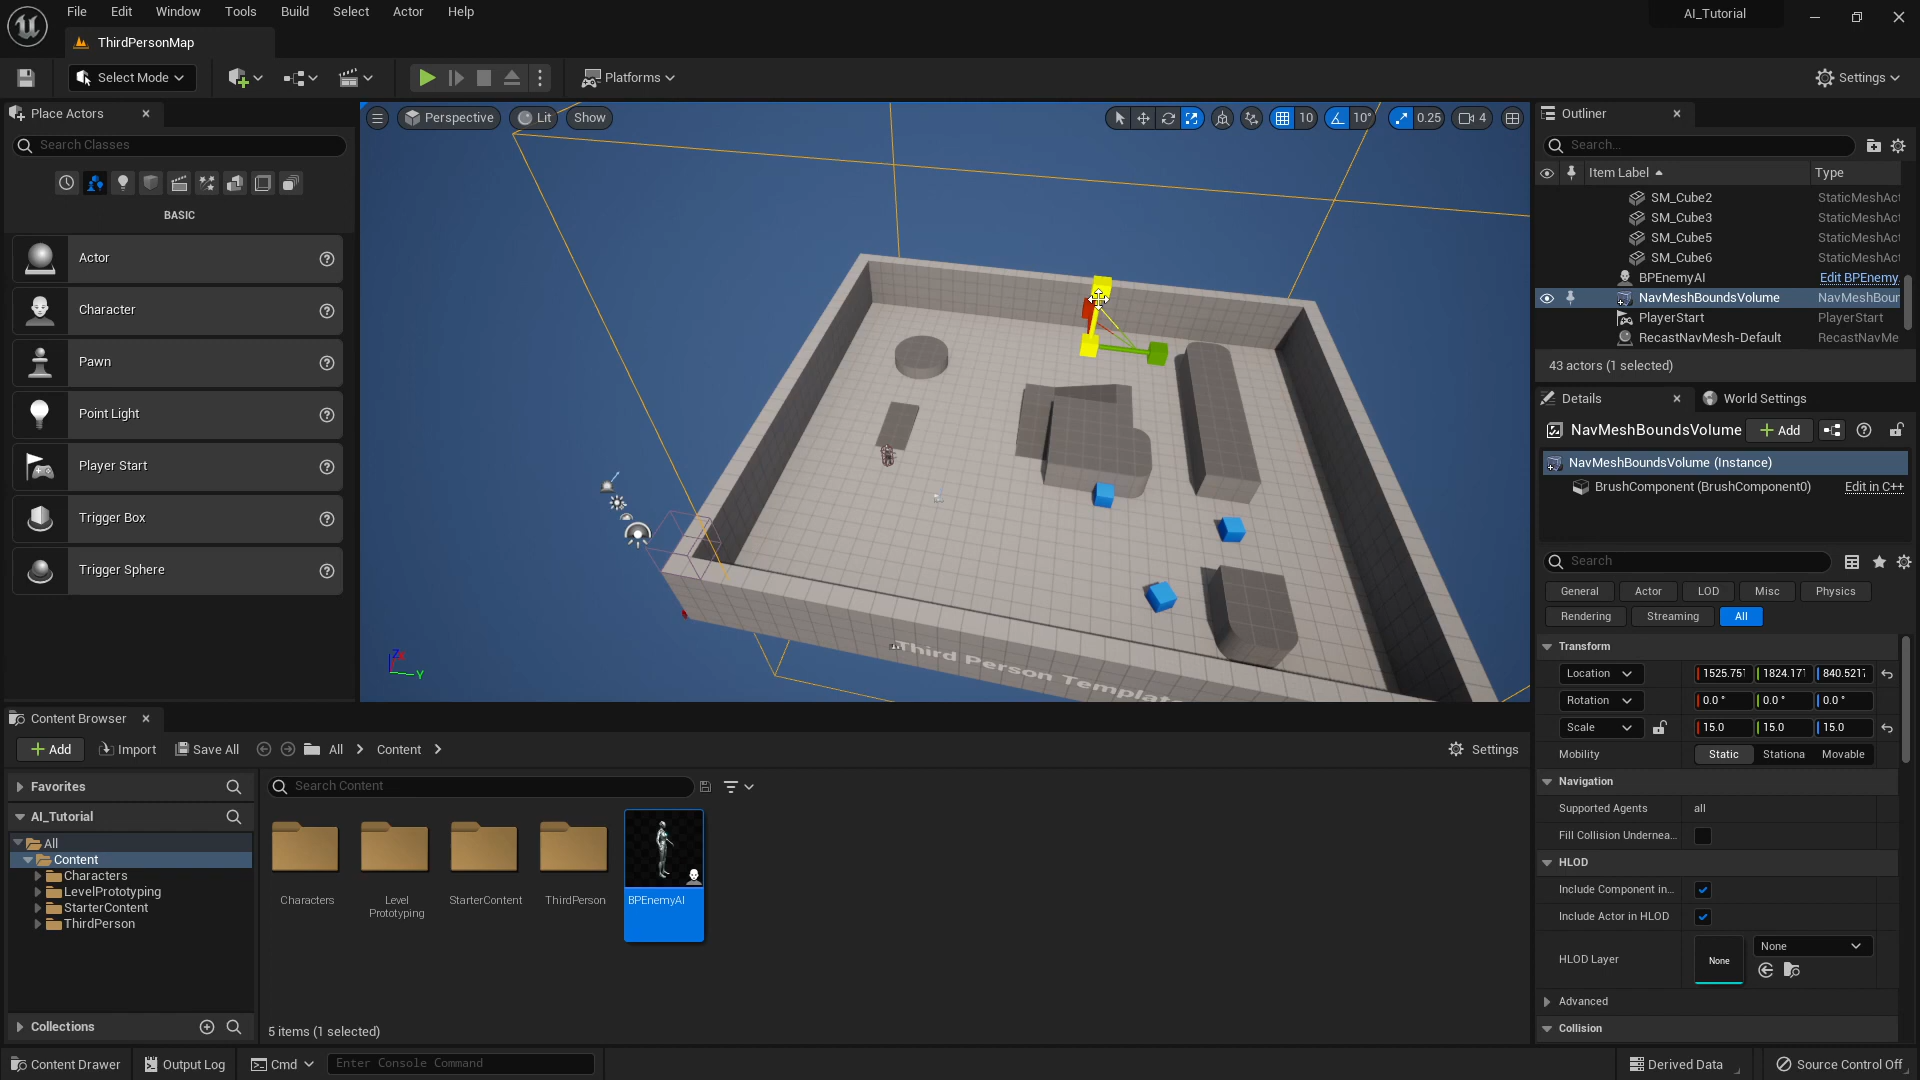 File Edit Window Tools Build Select Actor Help
AI_Tutorial
ThirdPersonMap
Select Mode
Platforms
Settings
Place Actors
Search Classes
BASIC
Actor
Character
Pawn
Point Light
Player Start
Trigger Box
Trigger Sphere
Perspective
Lit
Show
10
10°
0.25
4
Third Person Templat
Z
Y
Outliner
Search...
Item Label
Type
SM_Cube2 StaticMeshAct
SM_Cube3 StaticMeshAct
SM_Cube5 StaticMeshAct
SM_Cube6 StaticMeshAct
BPEnemyAI Edit BPEnemy
NavMeshBoundsVolume NavMeshBoun
PlayerStart PlayerStart
RecastNavMesh-Default RecastNavMe
43 actors (1 selected)
Details
World Settings
NavMeshBoundsVolume
Add
NavMeshBoundsVolume (Instance)
BrushComponent (BrushComponent0) Edit in C++
Search
General Actor LOD Misc Physics
Rendering Streaming All
Transform
Location 1525.751 1824.171 840.5217
Rotation 0.0 ° 0.0 ° 0.0 °
Scale 15.0 15.0 15.0
Mobility Static Stationa Movable
Navigation
Supported Agents all
Fill Collision Undernea...
HLOD
Include Component in...
Include Actor in HLOD
HLOD Layer None None
Advanced
Collision
Content Browser
Add Import Save All All Content
Settings
Favorites
AI_Tutorial
All
Content
Characters
LevelPrototyping
StarterContent
ThirdPerson
Collections
Search Content
Characters
Level
Prototyping
StarterContent
ThirdPerson
BPEnemyAI
5 items (1 selected)
Content Drawer
Output Log
Cmd
Enter Console Command
Derived Data
Source Control Off